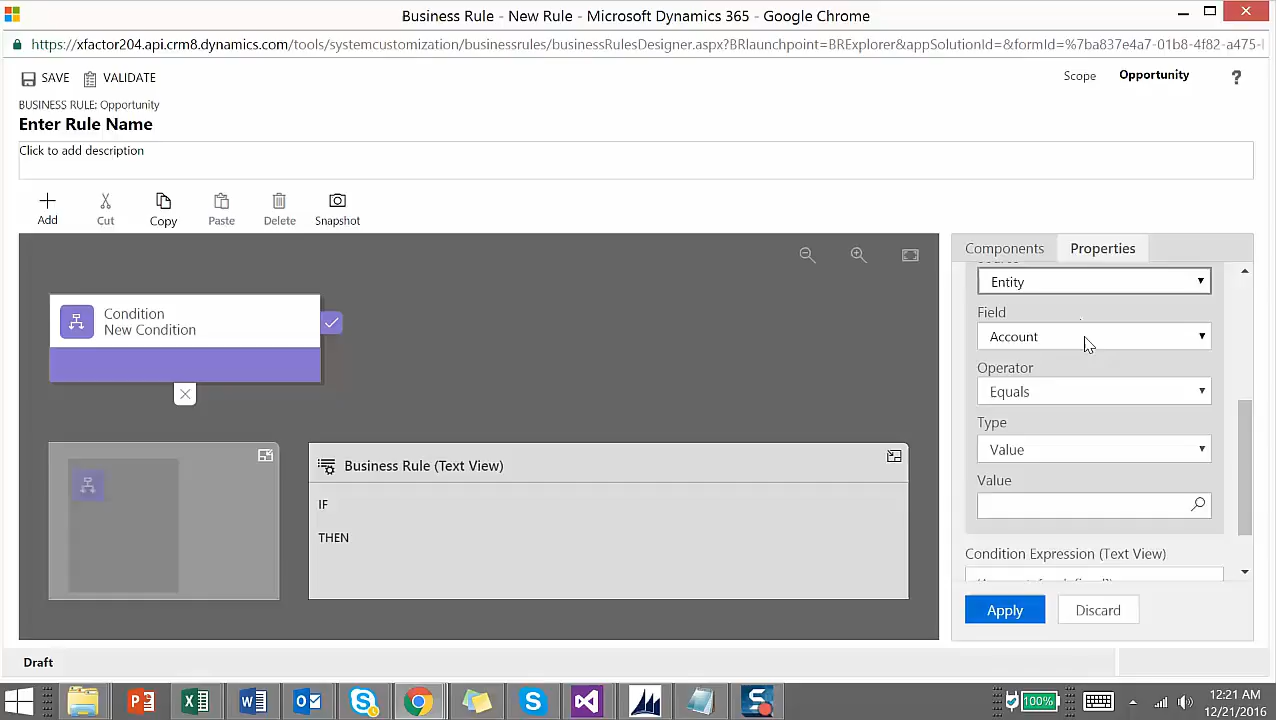 Business Rule - New Rule - Microsoft Dynamics 365 - Google Chrome
https://xfactor204.api.crm8.dynamics.com/tools/systemcustomization/businessrules/businessRulesDesigner.aspx?BRlaunchpoint=BRExplorer&appSolutionId=&formId=%7ba837e4a7-01b8-4f82-a475-
SAVE VALIDATE
Scope Opportunity ?
BUSINESS RULE: Opportunity
Enter Rule Name
Click to add description
Add Cut Copy Paste Delete Snapshot
Components Properties
Entity
Condition
New Condition
Field
Account
Operator
Equals
Type
Value
Value
Business Rule (Text View)
IF
THEN
Condition Expression (Text View)
Apply Discard
Draft
100%
12:21 AM
12/21/2016